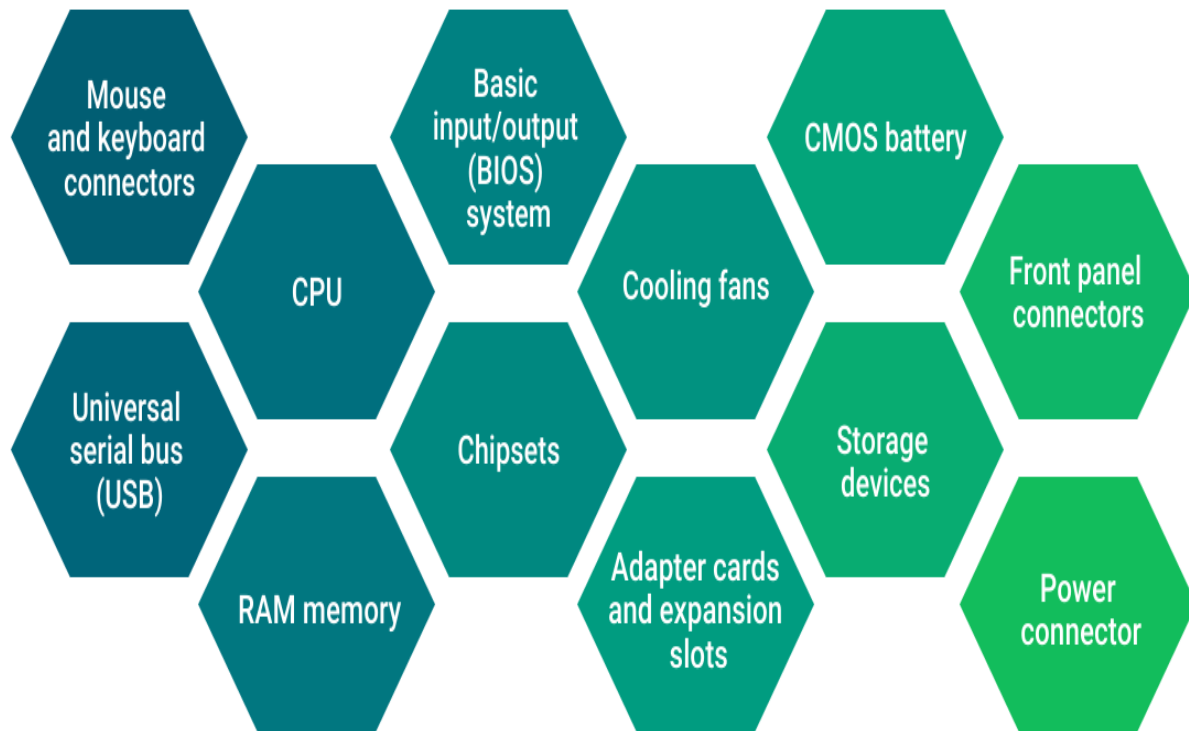 Mouse
and keyboard
connectors
Basic
input/output
(BIOS)
system
CMOS battery
CPU
Cooling fans
Front panel
connectors
Universal
serial bus
(USB)
Chipsets
Storage
devices
RAM memory
Adapter cards
and expansion
slots
Power
connector